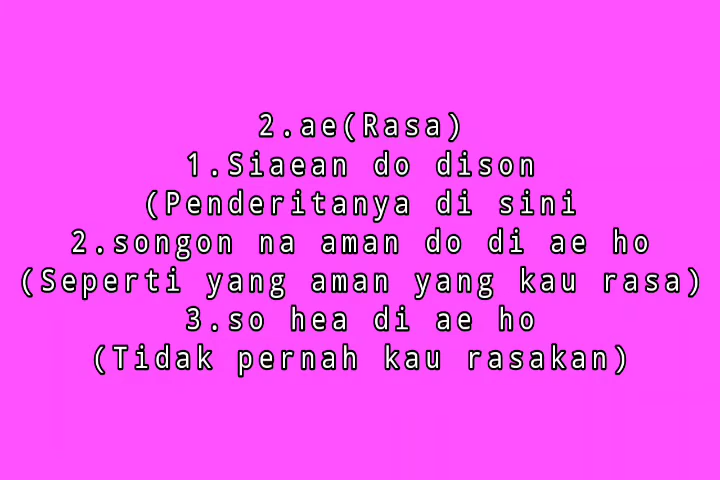 2.ae(Rasa)
1.Siaean do dison
(Penderitanya di sini
2.songon na aman do di ae ho
(Seperti yang aman yang kau rasa)
3.so hea di ae ho
(Tidak pernah kau rasakan)